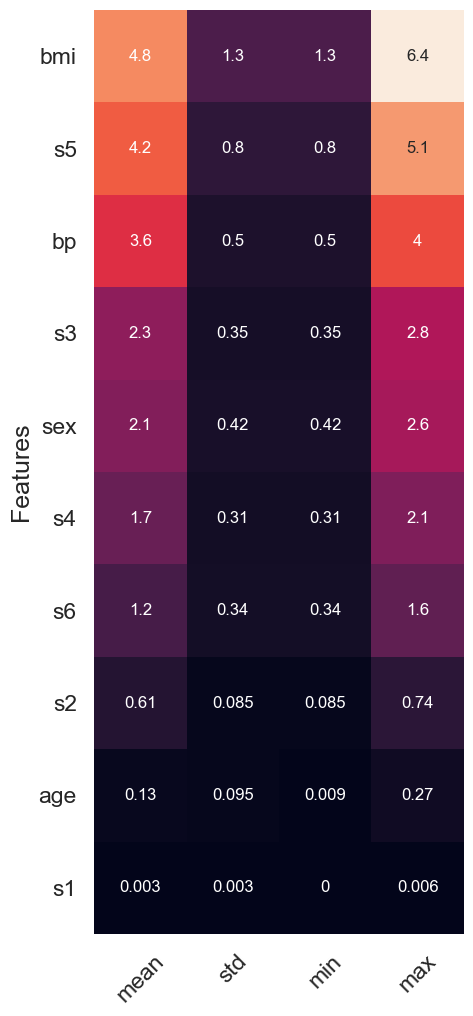 bmi 4.8 1.3 1.3 6.4
s5 4.2 0.8 0.8 5.1
bp 3.6 0.5 0.5 4
s3 2.3 0.35 0.35 2.8
Features
sex 2.1 0.42 0.42 2.6
s4 1.7 0.31 0.31 2.1
s6 1.2 0.34 0.34 1.6
s2 0.61 0.085 0.085 0.74
age 0.13 0.095 0.009 0.27
s1 0.003 0.003 0 0.006
mean std min max